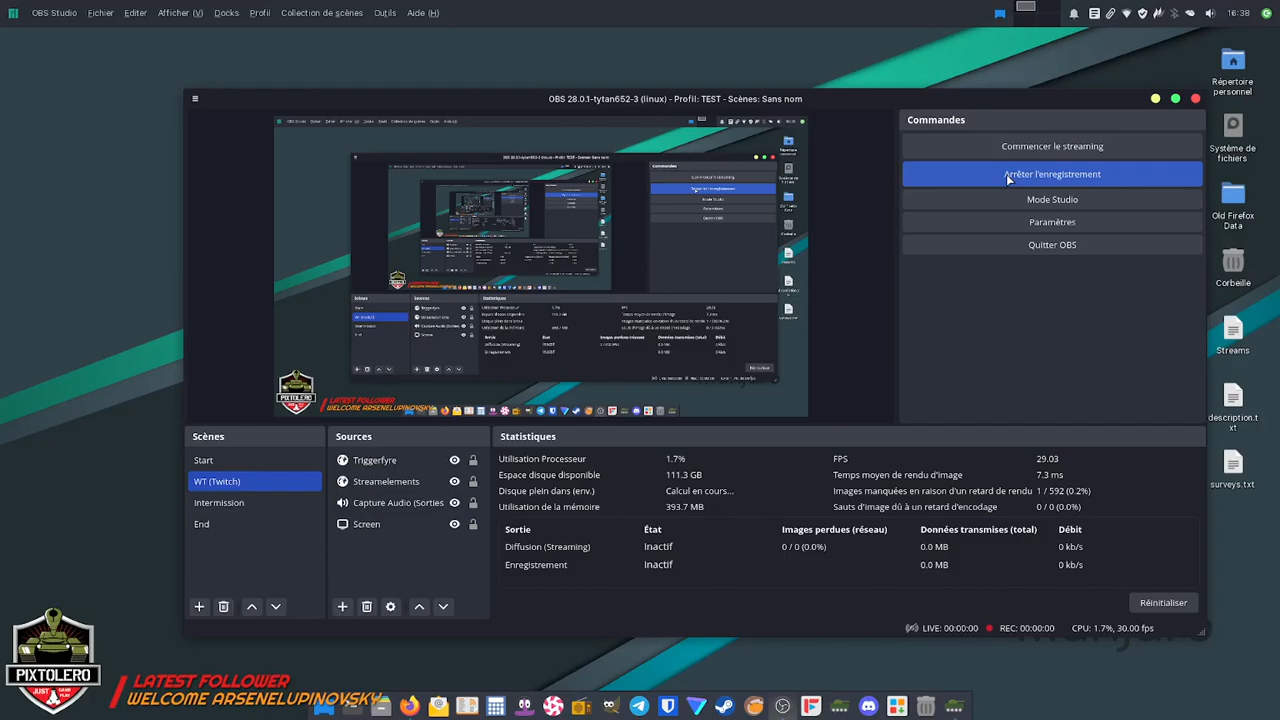 OBS Studio Fichier Editer Afficher (V) Docks Profil Collection de scènes Outils Aide (H) 16:38
OBS 28.0.1-tytan652-3 (linux) - Profil: TEST - Scènes: Sans nom
Commandes
Commencer le streaming
Arrêter l'enregistrement
Mode Studio
Paramètres
Quitter OBS
Répertoire
personnel
Système de
fichiers
Old Firefox
Data
Corbeille
Streams
description.t
xt
surveys.txt
Scènes
Start
WT (Twitch)
Intermission
End
Sources
Triggerfyre
Streamelements
Capture Audio (Sorties
Screen
Statistiques
Utilisation Processeur 1.7% FPS 29.03
Espace disque disponible 111.3 GB Temps moyen de rendu d'image 7.3 ms
Disque plein dans (env.) Calcul en cours... Images manquées en raison d'un retard de rendu 1 / 592 (0.2%)
Utilisation de la mémoire 393.7 MB Sauts d'image dû à un retard d'encodage 0 / 0 (0.0%)
Sortie État Images perdues (réseau) Données transmises (total) Débit
Diffusion (Streaming) Inactif 0 / 0 (0.0%) 0.0 MB 0 kb/s
Enregistrement Inactif 0.0 MB 0 kb/s
Réinitialiser
LIVE: 00:00:00 REC: 00:00:00 CPU: 1.7%, 30.00 fps
PIXTOLERO
JUST GAME
PLAY
LATEST FOLLOWER
WELCOME ARSENELUPINOVSKY